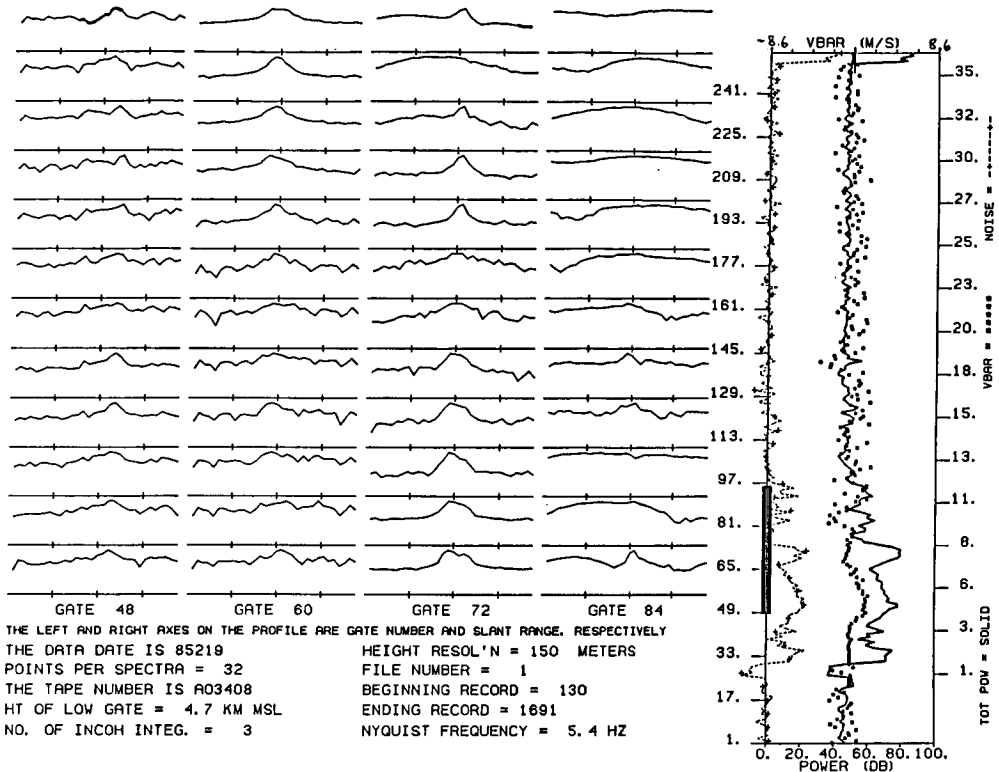 -8.6 VBAR (M/S) 8.6
241.
225.
209.
193.
177.
161.
145.
129.
113.
97.
81.
65.
49.
33.
17.
1.
35.
32.
30.
27.
25.
23.
20.
18.
15.
13.
11.
8.
6.
3.
1.
0. 20. 40. 60. 80. 100.
POWER (DB)
TOT POW = SOLID
VBAR = *****
NOISE = -+-----+-
GATE 48
GATE 60
GATE 72
GATE 84
THE LEFT AND RIGHT AXES ON THE PROFILE ARE GATE NUMBER AND SLANT RANGE, RESPECTIVELY
THE DATA DATE IS 85219
POINTS PER SPECTRA = 32
THE TAPE NUMBER IS A03408
HT OF LOW GATE = 4.7 KM MSL
NO. OF INCOH INTEG. = 3
HEIGHT RESOL'N = 150 METERS
FILE NUMBER = 1
BEGINNING RECORD = 130
ENDING RECORD = 1691
NYQUIST FREQUENCY = 5.4 HZ